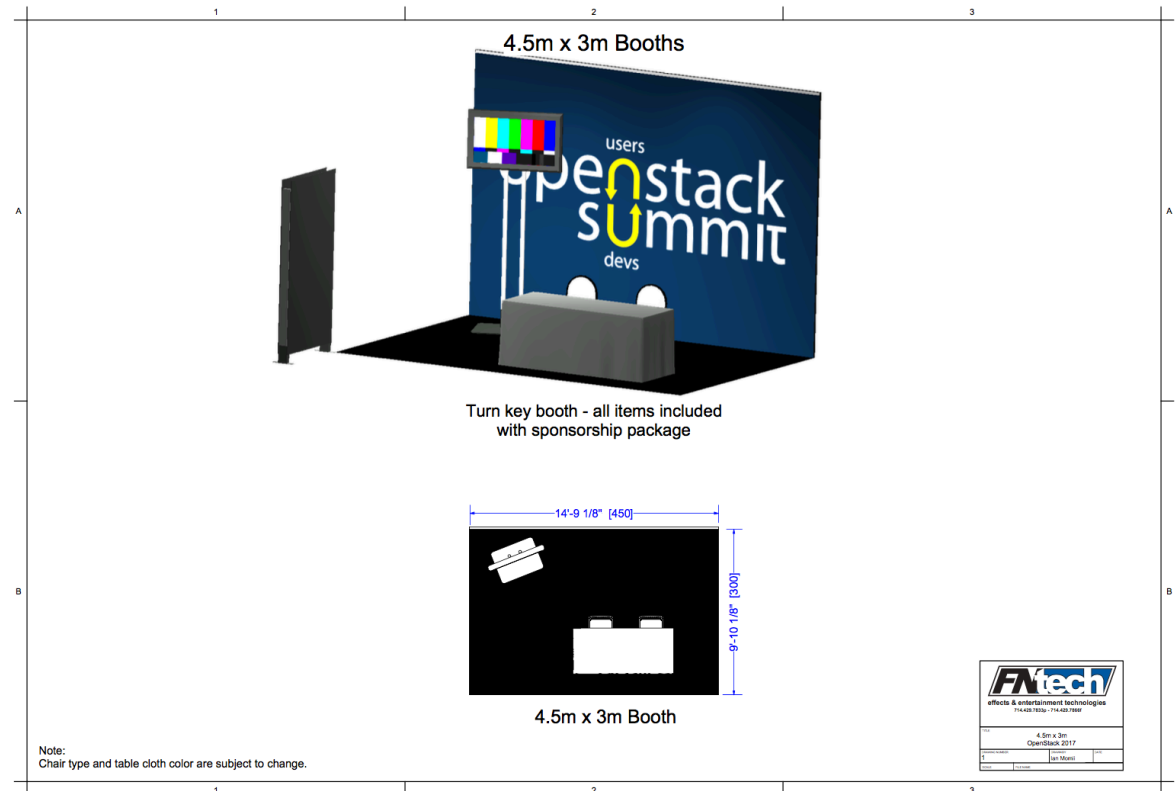 1 2 3
4.5m x 3m Booths
users
openstack
summit
devs
A A
Turn key booth - all items included
with sponsorship package
14'-9 1/8" [450]
9'-10 1/8" [300]
B B
4.5m x 3m Booth
FNtech
effects & entertainment technologies
4.5m x 3m
OpenStack 2017
1
Note:
Chair type and table cloth color are subject to change.
1 2 3